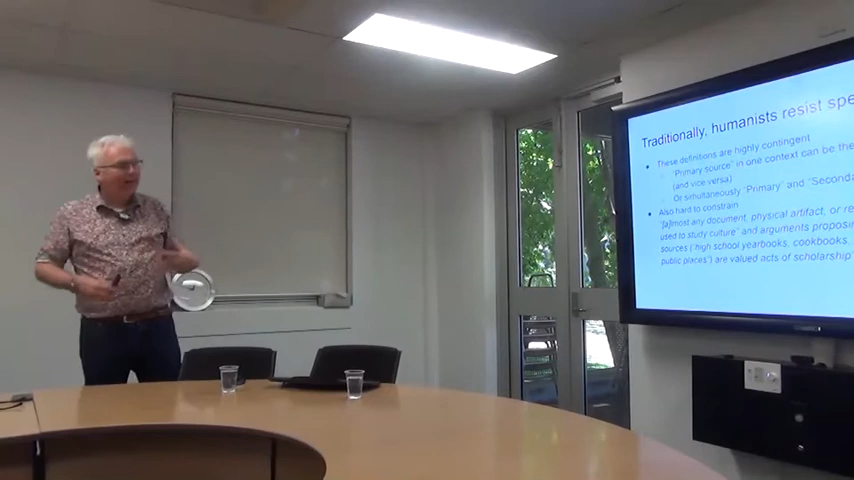 Traditionally, humanists resist spe
• These definitions are highly contingent
"Primary source" in one context can be
(and vice versa)
Or simultaneously "Primary" and "Seconda
• Also hard to constrain
"[a]lmost any document, physical artifact, or re
used to study culture" and arguments proposing
sources ("high school yearbooks, cookbooks,
public places") are valued acts of scholarship